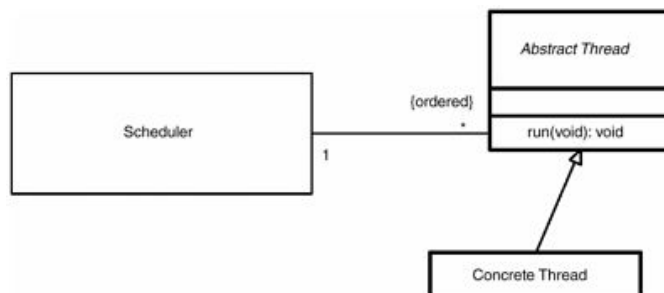 Abstract Thread
{ordered}
Scheduler
*
run(void): void
1
Concrete Thread